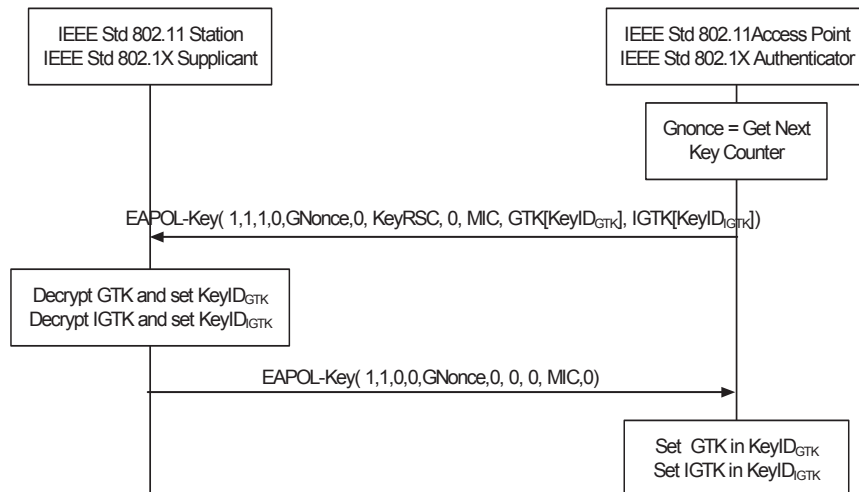 IEEE Std 802.11 Station
IEEE Std 802.1X Supplicant
IEEE Std 802.11Access Point
IEEE Std 802.1X Authenticator
Gnonce = Get Next
Key Counter
EAPOL-Key( 1,1,1,0,GNonce,0, KeyRSC, 0, MIC, GTK[KeyIDGTK], IGTK[KeyIDIGTK])
Decrypt GTK and set KeyIDGTK
Decrypt IGTK and set KeyIDIGTK
EAPOL-Key( 1,1,0,0,GNonce,0, 0, 0, MIC,0)
Set GTK in KeyIDGTK
Set IGTK in KeyIDIGTK